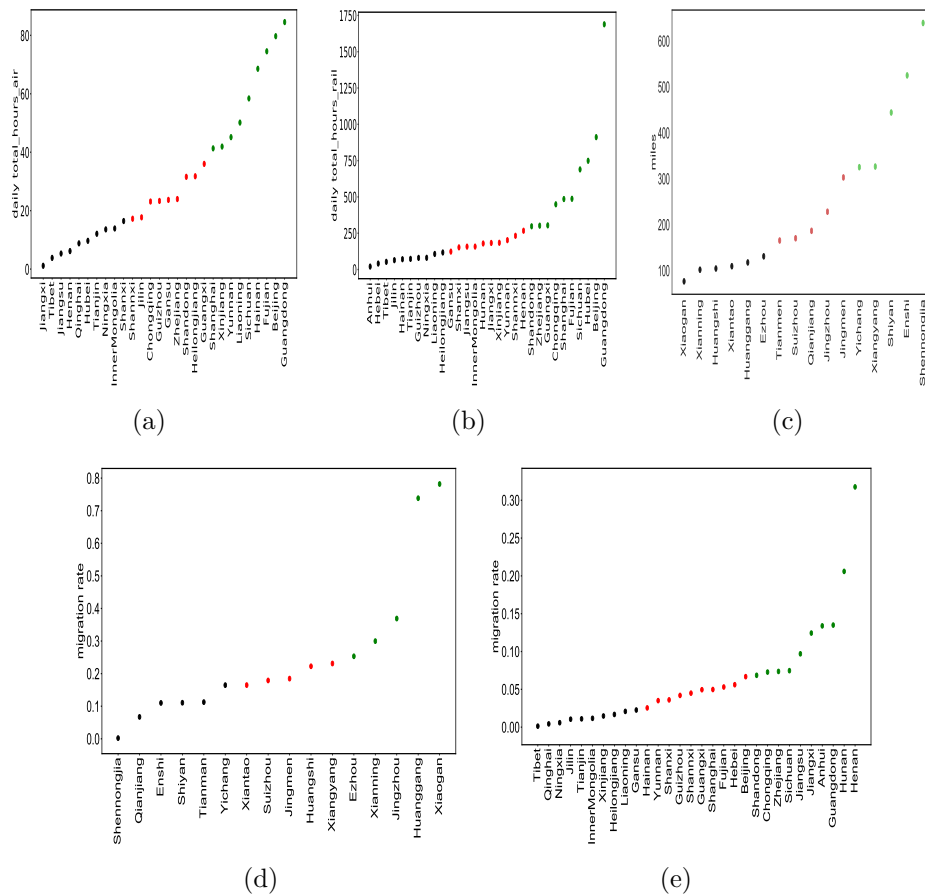 80
60
40
20
0
daily total_hours_air
Jiangxi
Tibet
Jiangsu
Henan
Qinghai
Hubei
Tianjin
Ningxia
InnerMongolia
Shanxi
Shannxi
Jilin
Chongqing
Guizhou
Gansu
Zhejiang
Shandong
Heilongjiang
Guangxi
Shanghai
Xinjiang
Yunnan
Liaoning
Sichuan
Hainan
Fujian
Beijing
Guangdong
(a)
1750
1500
1250
1000
750
500
250
0
daily total_hours_rail
Anhui
Hebei
Tibet
Jilin
Hainan
Tianjin
Guizhou
Ningxia
Liaoning
Heilongjiang
Gansu
Shanxi
Jiangsu
InnerMongolia
Hunan
Jiangxi
Xinjiang
Yunnan
Shannxi
Henan
Shandong
Zhejiang
Guangxi
Chongqing
Shanghai
Fujian
Sichuan
Hubei
Beijing
Guangdong
(b)
600
500
400
300
200
100
miles
Xiaogan
Xianning
Huangshi
Xiantao
Huanggang
Ezhou
Tianmen
Suizhou
Qianjiang
Jingzhou
Jingmen
Yichang
Xiangyang
Shiyan
Enshi
Shennonglia
(c)
0.8
0.7
0.6
0.5
0.4
0.3
0.2
0.1
0.0
migration rate
Shennongjia
Qianjiang
Enshi
Shiyan
Tianman
Yichang
Xiantao
Suizhou
Jingmen
Huangshi
Xiangyang
Ezhou
Xianning
Jingzhou
Huanggang
Xiaogan
(d)
0.30
0.25
0.20
0.15
0.10
0.05
0.00
migration rate
Tibet
Qinghai
Ningxia
Jilin
Tianjin
InnerMongolia
Xinjiang
Heilongjiang
Liaoning
Gansu
Hainan
Yunnan
Shanxi
Guizhou
Shannxi
Guangxi
Shanghai
Fujian
Hebei
Beijing
Shandong
Chongqing
Zhejiang
Sichuan
Jiangsu
Jiangxi
Anhui
Guangdong
Hunan
Henan
(e)